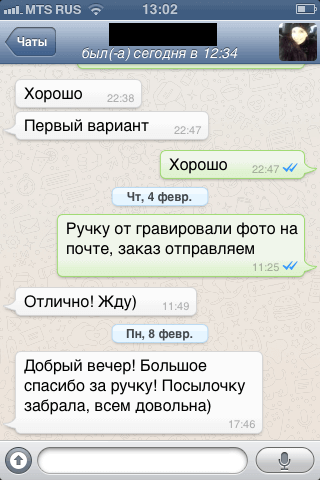 MTS RUS 13:02
Чаты
был(-а) сегодня в 12:34
Хорошо 22:38
Первый вариант 22:47
Хорошо 22:47
Чт, 4 февр.
Ручку от гравировали фото на
почте, заказ отправляем
11:25
Отлично! Жду) 11:49
Пн, 8 февр.
Добрый вечер! Большое
спасибо за ручку! Посылочку
забрала, всем довольна)
17:46